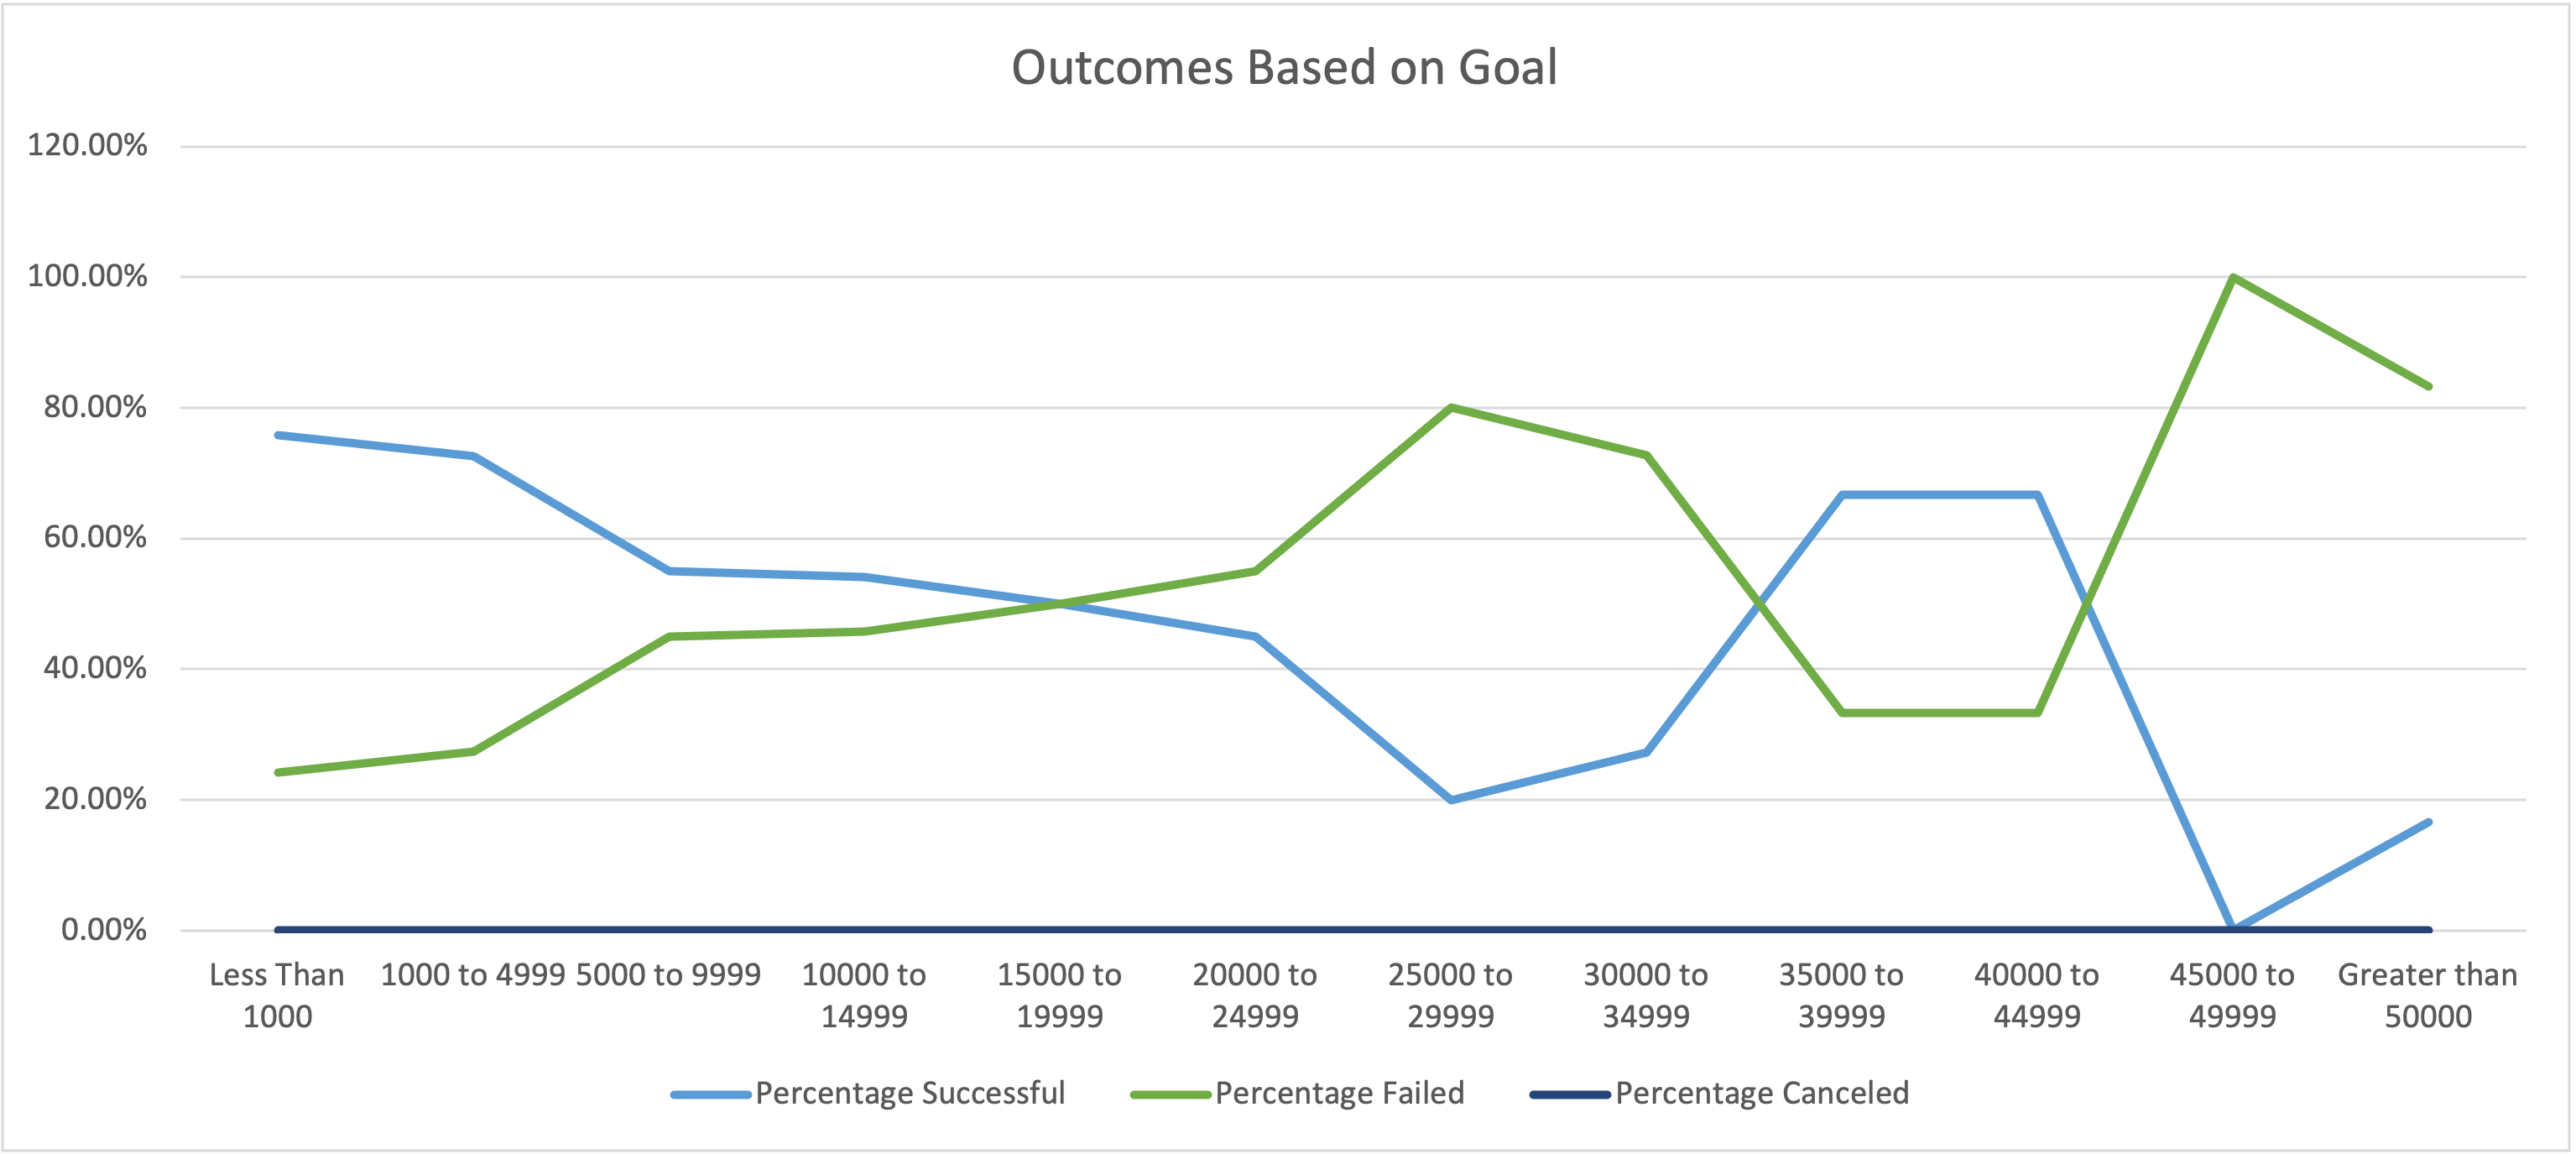 Outcomes Based on Goal
120.00%
100.00%
80.00%
60.00%
40.00%
20.00%
0.00%
Less Than
1000
1000 to 4999
5000 to 9999
10000 to
14999
15000 to
19999
20000 to
24999
25000 to
29999
30000 to
34999
35000 to
39999
40000 to
44999
45000 to
49999
Greater than
50000
Percentage Successful
Percentage Failed
Percentage Canceled